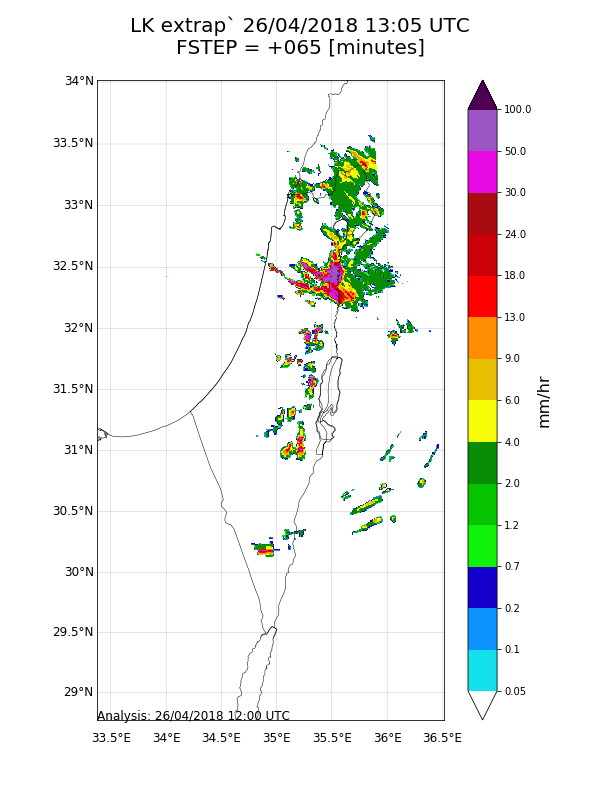 LK extrap` 26/04/2018 13:05 UTC
FSTEP = +065 [minutes]
34°N
33.5°N
33°N
32.5°N
32°N
31.5°N
31°N
30.5°N
30°N
29.5°N
29°N
Analysis: 26/04/2018 12:00 UTC
33.5°E 34°E 34.5°E 35°E 35.5°E 36°E 36.5°E
100.0
50.0
30.0
24.0
18.0
13.0
9.0
6.0
4.0
2.0
1.2
0.7
0.2
0.1
0.05
mm/hr